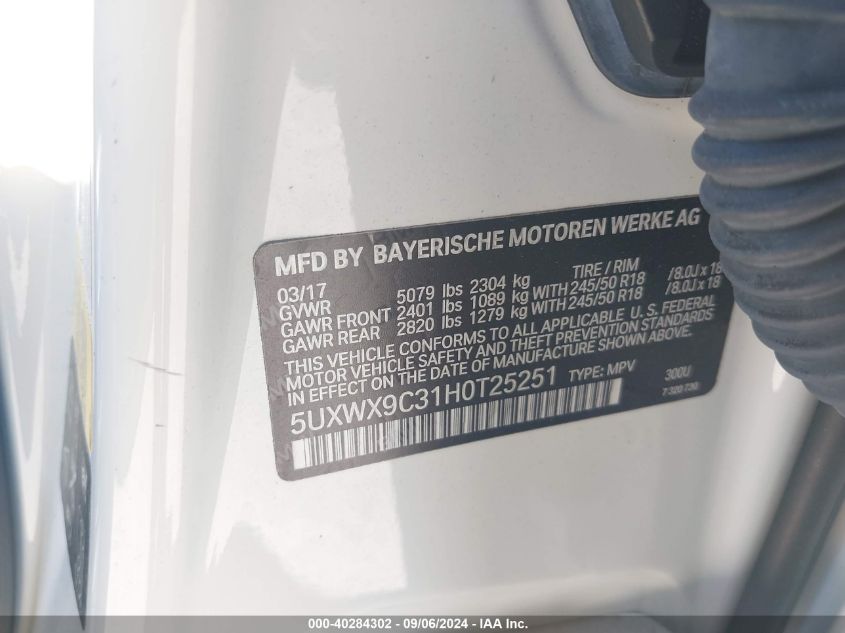 MFD BY BAYERISCHE MOTOREN WERKE AG
03/17 TIRE / RIM
GVWR 5079 lbs 2304 kg
GAWR FRONT 2401 lbs 1089 kg WITH 245/50 R18 /8.0J x 18
GAWR REAR 2820 lbs 1279 kg WITH 245/50 R18 /8.0J x 18
THIS VEHICLE CONFORMS TO ALL APPLICABLE U.S. FEDERAL
MOTOR VEHICLE SAFETY AND THEFT PREVENTION STANDARDS
IN EFFECT ON THE DATE OF MANUFACTURE SHOWN ABOVE.
5UXWX9C31H0T25251 TYPE: MPV 300U
7 320 730
000-40284302 - 09/06/2024 - IAA Inc.